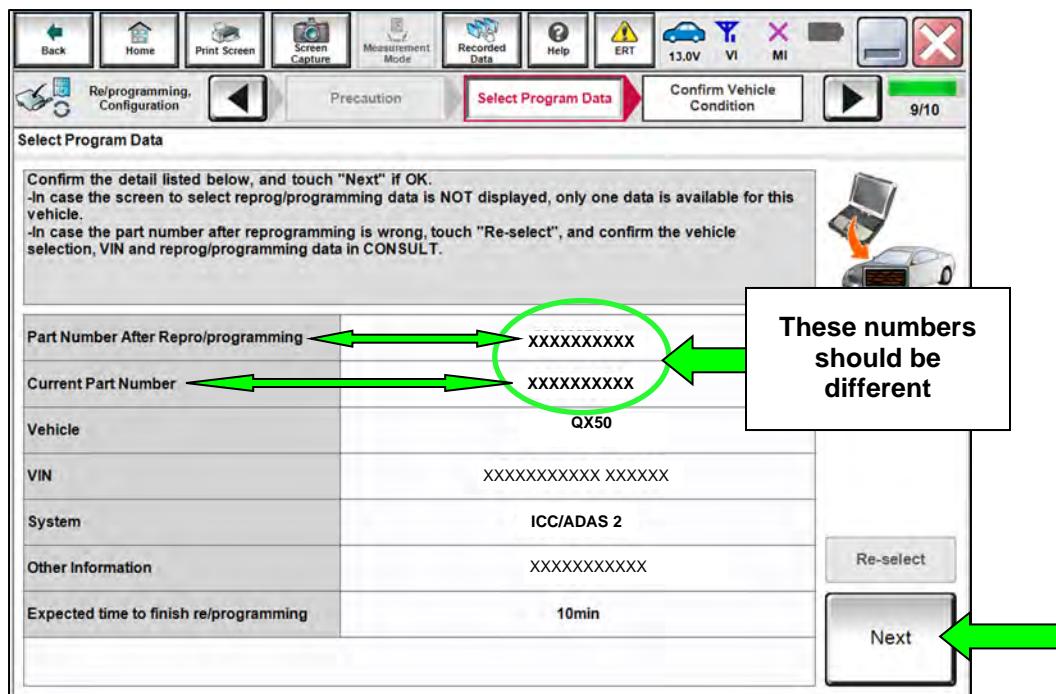 Back Home Print Screen Screen Capture Measurement Mode Recorded Data Help ERT 13.0V VI MI
Re/programming, Configuration Precaution Select Program Data Confirm Vehicle Condition 9/10
Select Program Data
Confirm the detail listed below, and touch "Next" if OK.
-In case the screen to select reprog/programming data is NOT displayed, only one data is available for this
vehicle.
-In case the part number after reprogramming is wrong, touch "Re-select", and confirm the vehicle
selection, VIN and reprog/programming data in CONSULT.
Part Number After Repro/programming XXXXXXXXXX
Current Part Number XXXXXXXXXX
These numbers
should be
different
Vehicle QX50
VIN XXXXXXXXXXX XXXXXX
System ICC/ADAS 2
Other Information XXXXXXXXXXX
Re-select
Expected time to finish re/programming 10min
Next